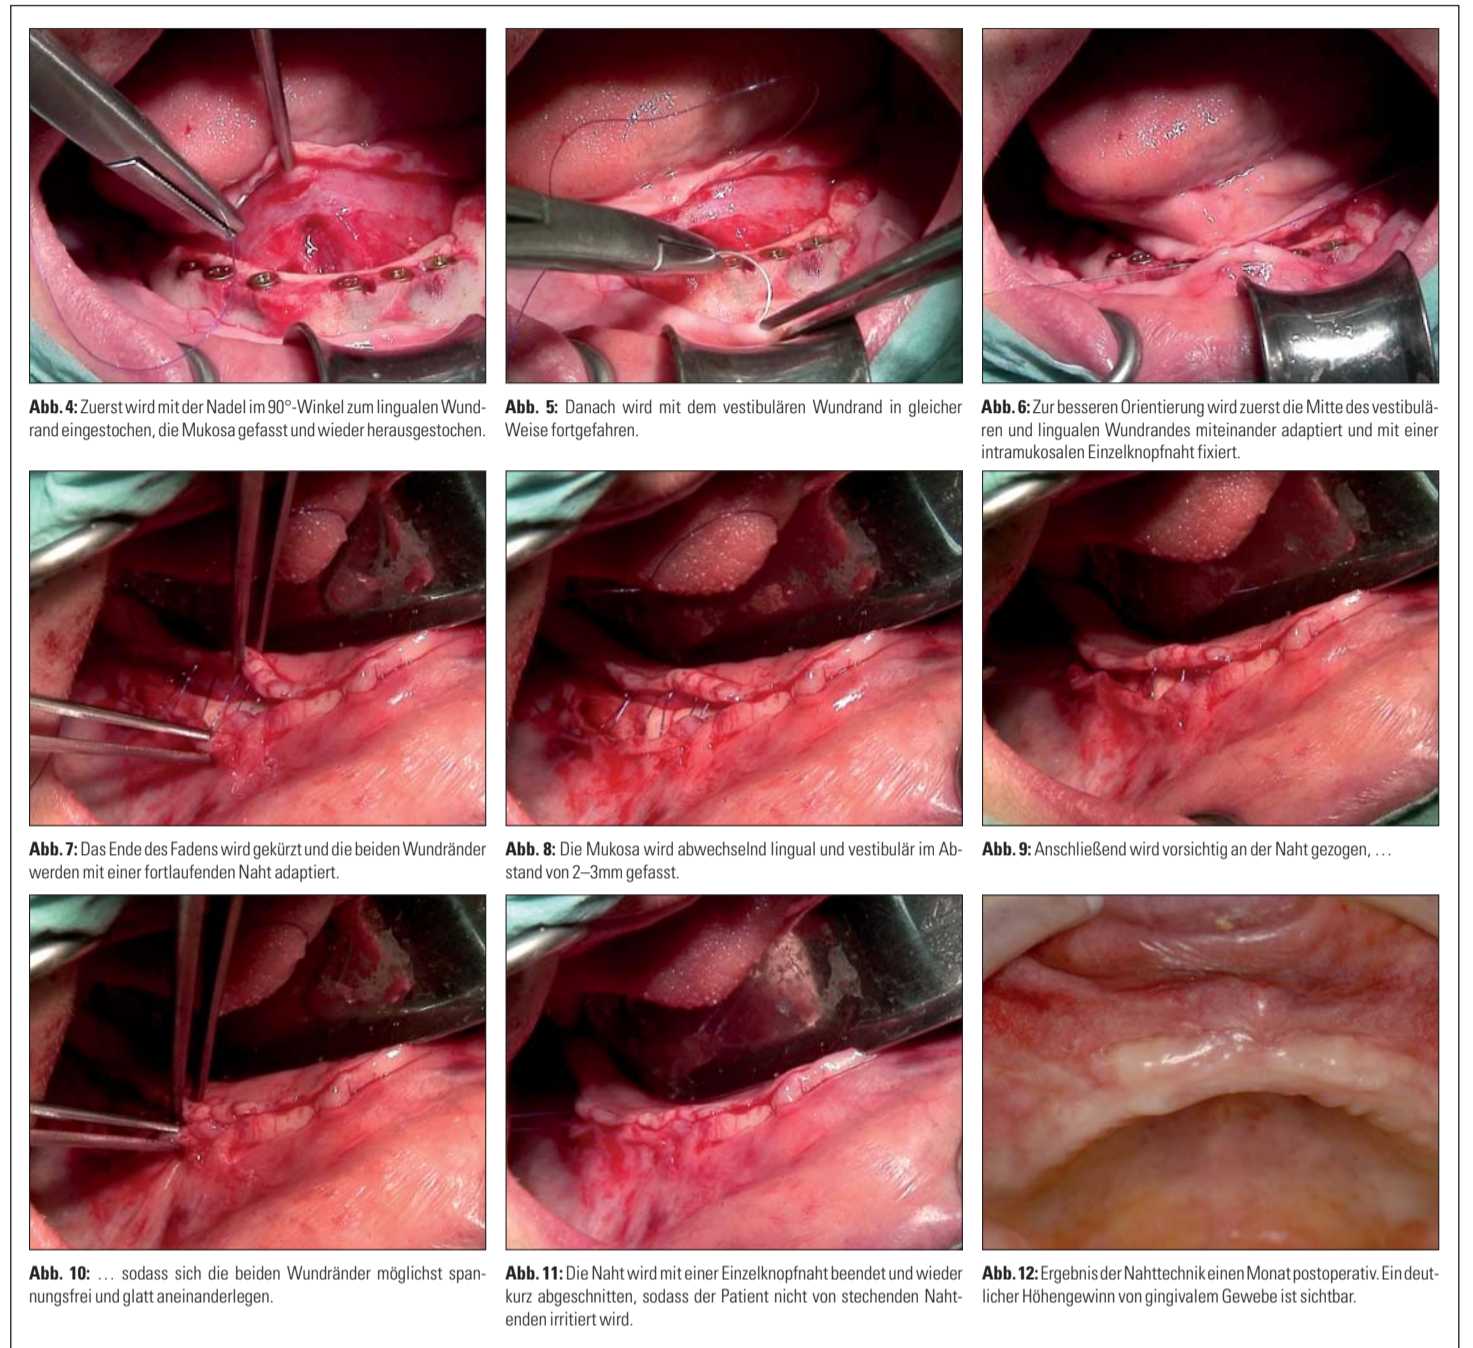 Abb. 4: Zuerst wird mit der Nadel im 90°-Winkel zum lingualen Wund-
rand eingestochen, die Mukosa gefasst und wieder herausgestochen.
Abb. 5: Danach wird mit dem vestibulären Wundrand in gleicher
Weise fortgefahren.
Abb. 6: Zur besseren Orientierung wird zuerst die Mitte des vestibulä-
ren und lingualen Wundrandes miteinander adaptiert und mit einer
intramukosalen Einzelknopfnaht fixiert.
Abb. 7: Das Ende des Fadens wird gekürzt und die beiden Wundränder
werden mit einer fortlaufenden Naht adaptiert.
Abb. 8: Die Mukosa wird abwechselnd lingual und vestibulär im Ab-
stand von 2–3mm gefasst.
Abb. 9: Anschließend wird vorsichtig an der Naht gezogen, …
Abb. 10: … sodass sich die beiden Wundränder möglichst span-
nungsfrei und glatt aneinanderlegen.
Abb. 11: Die Naht wird mit einer Einzelknopfnaht beendet und wieder
kurz abgeschnitten, sodass der Patient nicht von stechenden Naht-
enden irritiert wird.
Abb. 12: Ergebnis der Nahttechnik einen Monat postoperativ. Ein deut-
licher Höhengewinn von gingivalem Gewebe ist sichtbar.